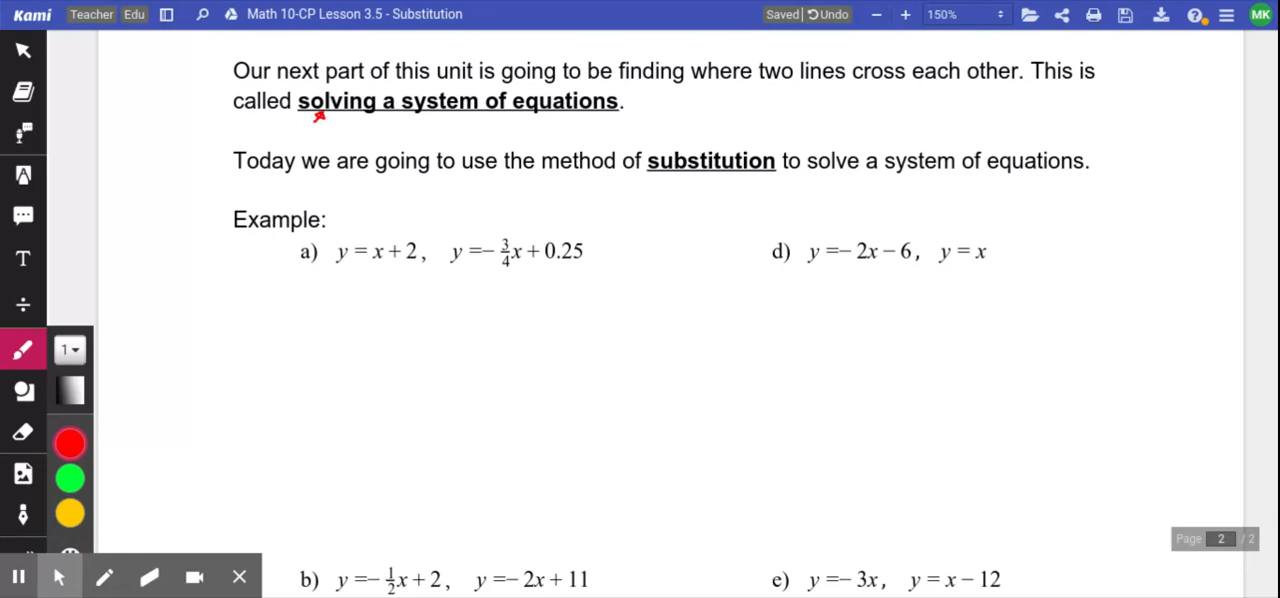 Kami Teacher Edu Math 10-CP Lesson 3.5 - Substitution Saved Undo − + 150% MK
Our next part of this unit is going to be finding where two lines cross each other. This is
called solving a system of equations.
Today we are going to use the method of substitution to solve a system of equations.
Example:
a) y = x + 2, y =− 3/4 x + 0.25
d) y =− 2x − 6, y = x
1
T
Page 2 / 2
b) y =− 1/2 x + 2, y =− 2x + 11
e) y =− 3x, y = x − 12